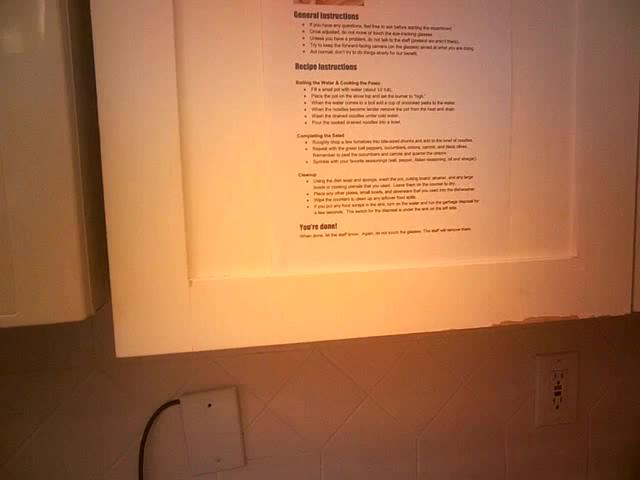 General Instructions
• If you have any questions, feel free to ask before starting the experiment.
• Once adjusted, do not move or touch the eye-tracking glasses.
• Unless you have a problem, do not talk to the staff (pretend we aren't there).
• Try to keep the forward-facing camera (on the glasses) aimed at what you are doing.
• Act normal, don't try to do things slowly for our benefit.
Recipe Instructions
Boiling the Water & Cooking the Pasta
• Fill a small pot with water (about 1/2 full).
• Place the pot on the stove top and set the burner to "high."
• When the water comes to a boil add a cup of uncooked pasta to the water.
• When the noodles become tender remove the pot from the heat and drain.
• Wash the drained noodles under cold water.
• Pour the cooked drained noodles into a bowl.
Completing the Salad
• Roughly chop a few tomatoes into bite-sized chunks and add to the bowl of noodles.
• Repeat with the green bell pepper(s), cucumbers, onions, carrots, and black olives.
Remember to peel the cucumbers and carrots and quarter the onions.
• Sprinkle with your favorite seasonings (salt, pepper, Italian seasoning, oil and vinegar).
Cleanup
• Using the dish soap and sponge, wash the pot, cutting board, strainer, and any large
bowls or cooking utensils that you used. Leave them on the counter to dry.
• Place any other plates, small bowls, and silverware that you used into the dishwasher.
• Wipe the counters to clean up any leftover food spills.
• If you put any food scraps in the sink, turn on the water and run the garbage disposal for
a few seconds. The switch for the disposal is under the sink on the left side.
You're done!
When done, let the staff know. Again, do not touch the glasses. The staff will remove them.